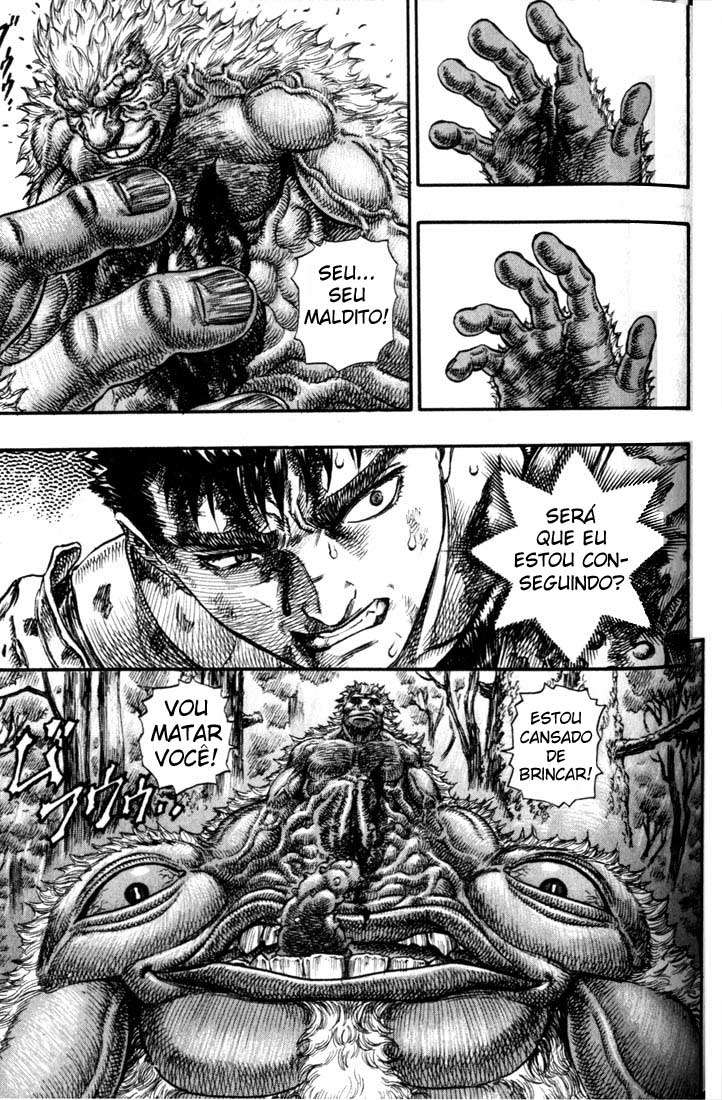 SEU...
SEU
MALDITO!
SERÁ
QUE EU
ESTOU CON-
SEGUINDO?
ESTOU
CANSADO
DE
BRINCAR!
VOU
MATAR
VOCÊ!